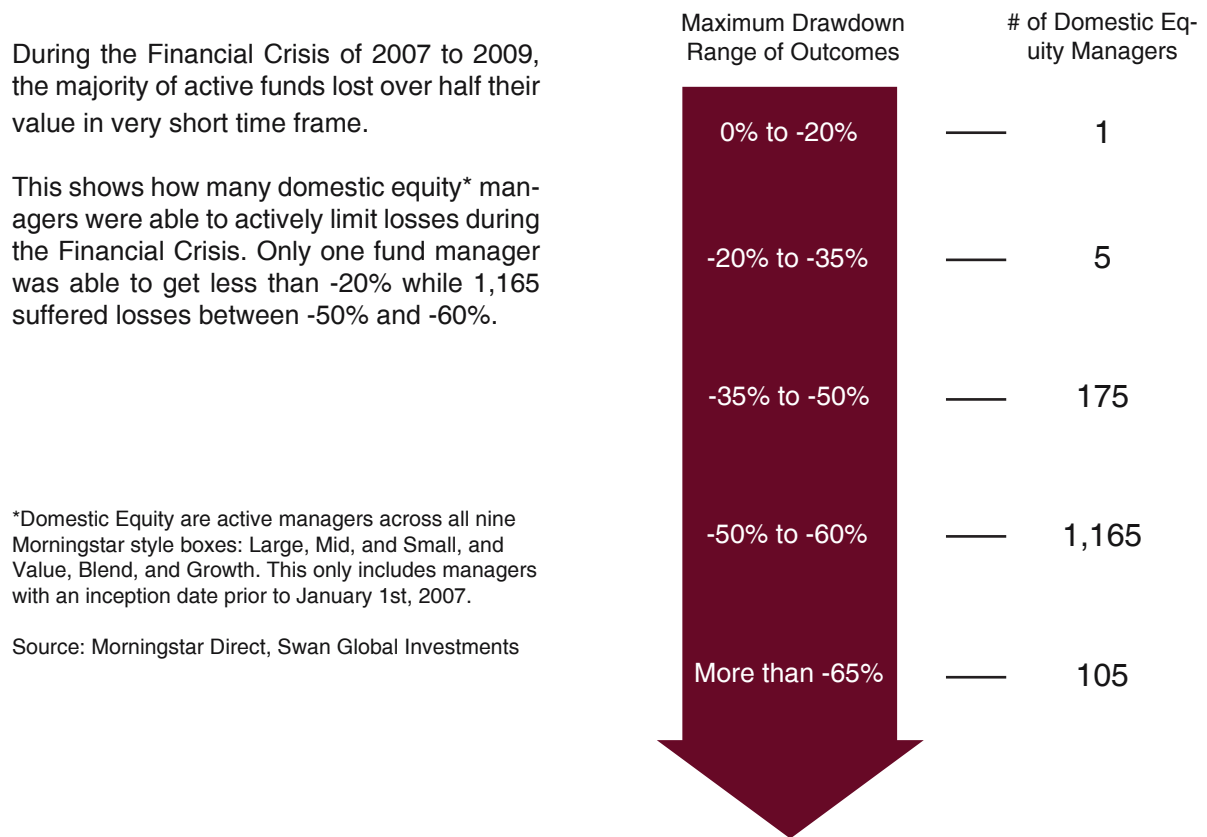 During the Financial Crisis of 2007 to 2009,
the majority of active funds lost over half their
value in very short time frame.
This shows how many domestic equity* man-
agers were able to actively limit losses during
the Financial Crisis. Only one fund manager
was able to get less than -20% while 1,165
suffered losses between -50% and -60%.
*Domestic Equity are active managers across all nine
Morningstar style boxes: Large, Mid, and Small, and
Value, Blend, and Growth. This only includes managers
with an inception date prior to January 1st, 2007.
Source: Morningstar Direct, Swan Global Investments
Maximum Drawdown
Range of Outcomes
# of Domestic Eq-
uity Managers
0% to -20% 1
-20% to -35% 5
-35% to -50% 175
-50% to -60% 1,165
More than -65% 105